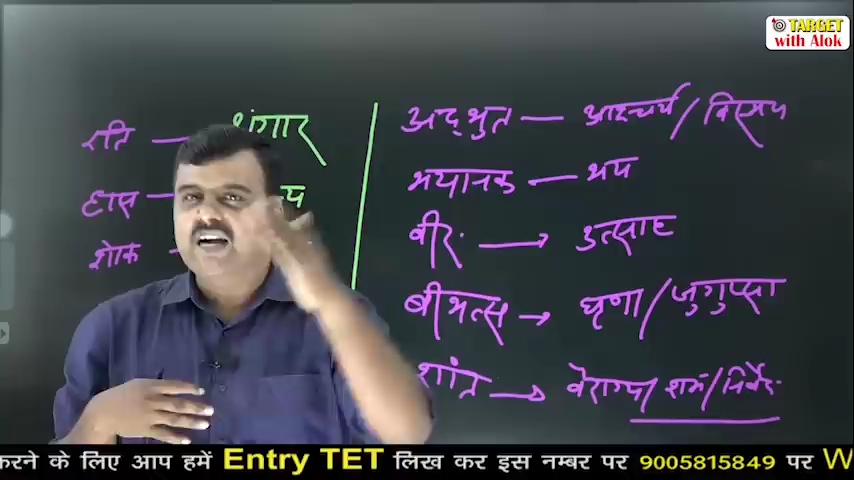 TARGET
with Alok
रति — शृंगार
हास —
शोक
अद्भुत — आश्चर्य / विस्मय
भयानक — भय
वीर → उत्साह
बीभत्स → घृणा / जुगुप्सा
शांत → वैराग्य / शम / निर्वेद
करने के लिए आप हमें Entry TET लिख कर इस नम्बर पर 9005815849 पर W